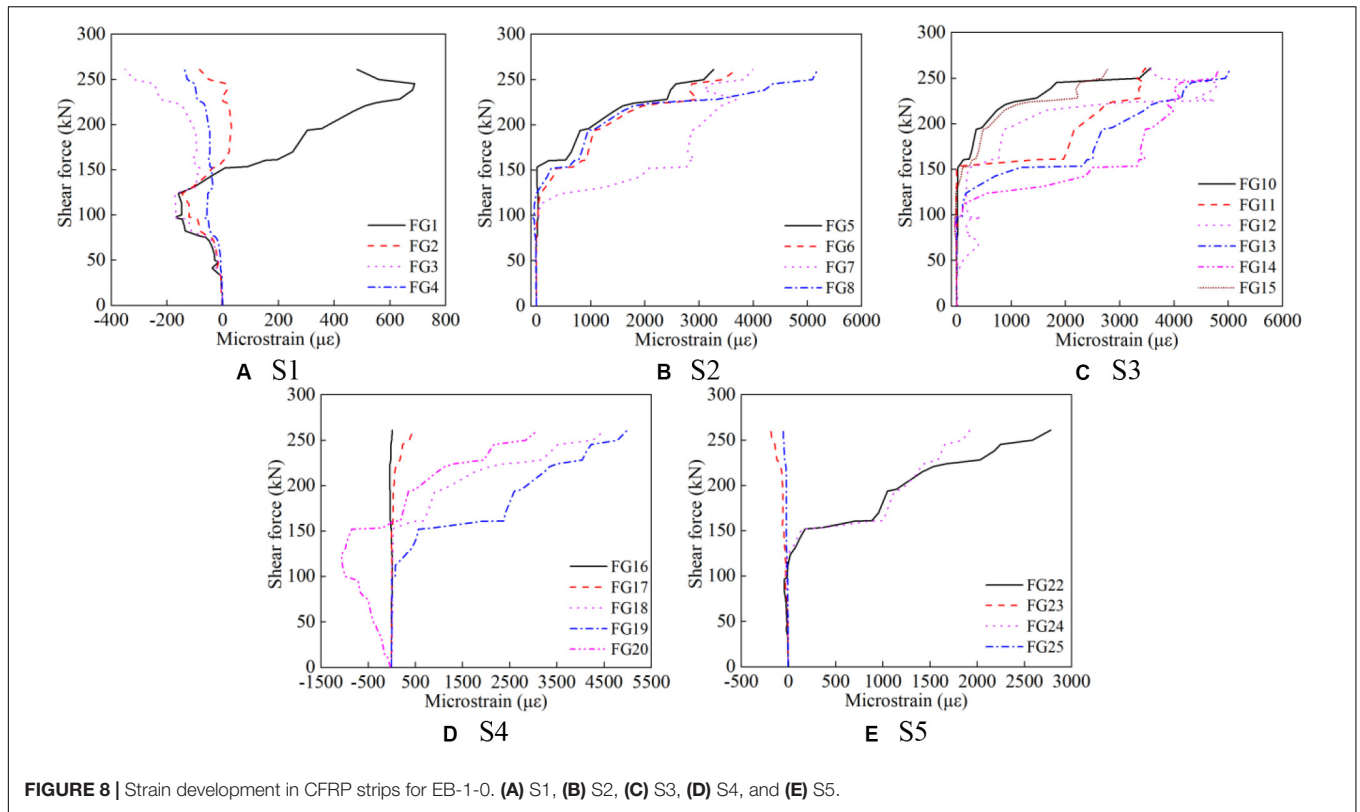 300
250
200
150
100
50
0
Shear force (kN)
FG1
FG2
FG3
FG4
-400 -200 0 200 400 600 800
Microstrain (με)
A S1
300
250
200
150
100
50
0
Shear force (kN)
FG5
FG6
FG7
FG8
0 1000 2000 3000 4000 5000 6000
Microstrain (με)
B S2
300
250
200
150
100
50
0
Shear force (kN)
FG10
FG11
FG12
FG13
FG14
FG15
0 1000 2000 3000 4000 5000 6000
Microstrain (με)
C S3
300
250
200
150
100
50
0
Shear force (kN)
FG16
FG17
FG18
FG19
FG20
-1500 -500 500 1500 2500 3500 4500 5500
Microstrain (με)
D S4
300
250
200
150
100
50
0
Shear force (kN)
FG22
FG23
FG24
FG25
-500 0 500 1000 1500 2000 2500 3000
Microstrain (με)
E S5
FIGURE 8 | Strain development in CFRP strips for EB-1-0. (A) S1, (B) S2, (C) S3, (D) S4, and (E) S5.